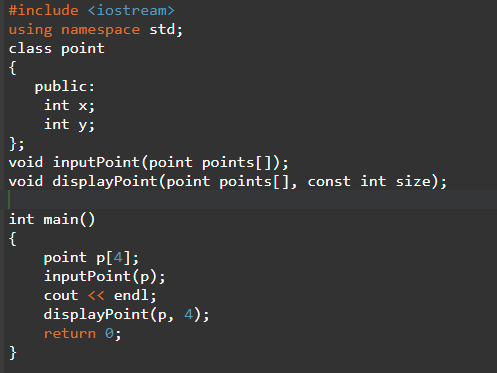 #include <iostream>
using namespace std;
class point
{
   public:
    int x;
    int y;
};
void inputPoint(point points[]);
void displayPoint(point points[], const int size);

int main()
{
    point p[4];
    inputPoint(p);
    cout << endl;
    displayPoint(p, 4);
    return 0;
}